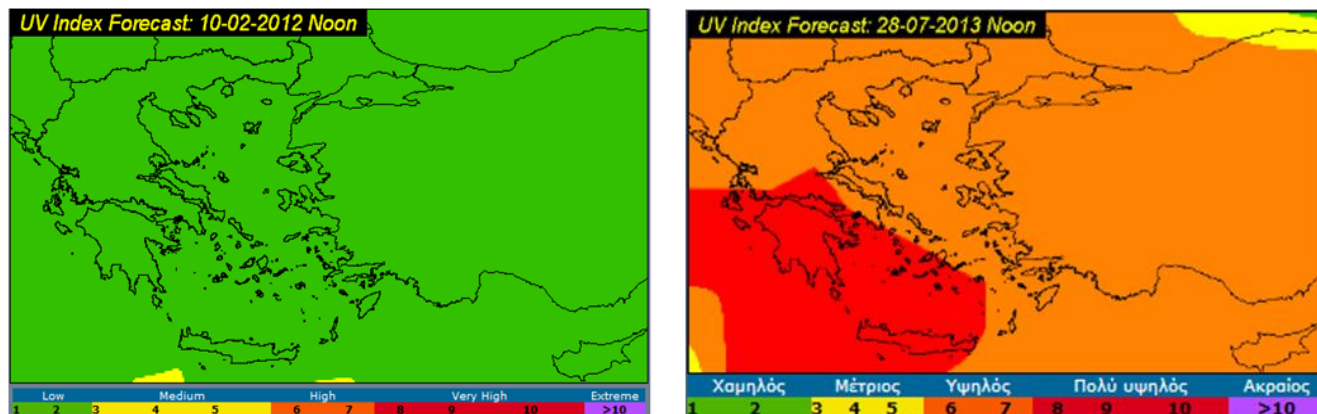 UV Index Forecast: 10-02-2012 Noon
Low Medium High Very High Extreme
1 2 3 4 5 6 7 8 9 10 >10
UV Index Forecast: 28-07-2013 Noon
Χαμηλός Μέτριος Υψηλός Πολύ υψηλός Ακραίος
1 2 3 4 5 6 7 8 9 10 >10